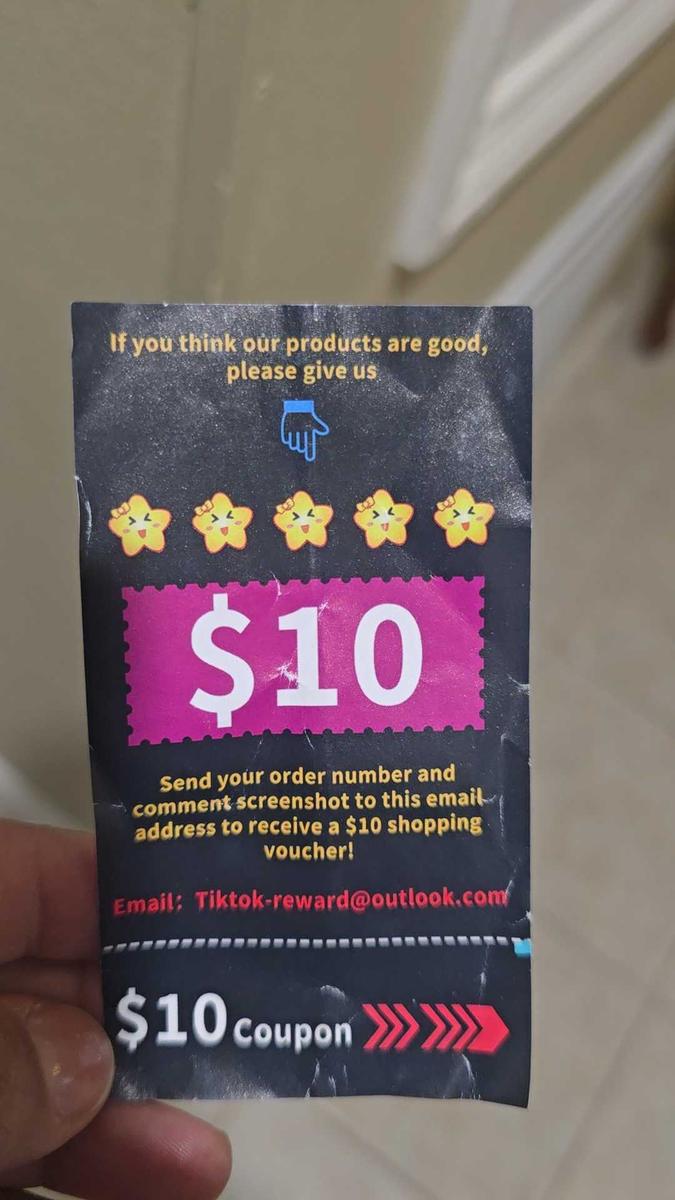 If you think our products are good,
please give us
$10
Send your order number and
comment screenshot to this email
address to receive a $10 shopping
voucher!
Email: Tiktok-reward@outlook.com
$10 Coupon